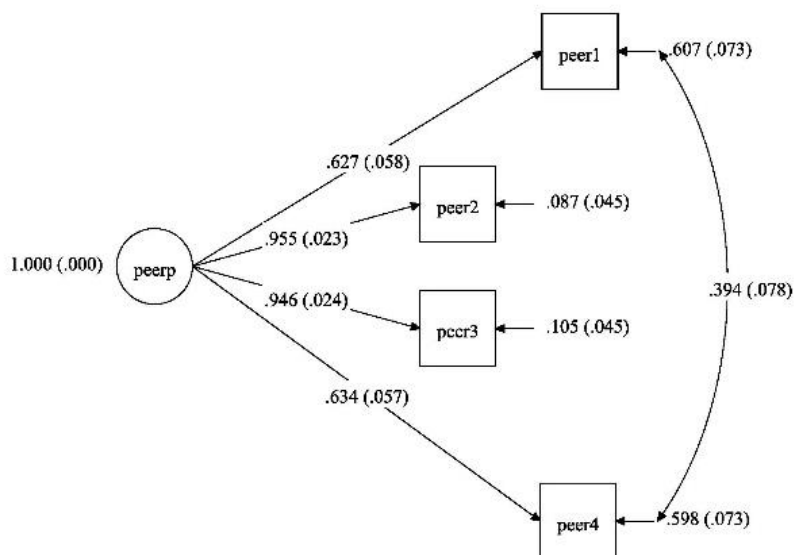 peer1
.607 (.073)
.627 (.058)
peer2
.087 (.045)
.955 (.023)
1.000 (.000)
peerp
.946 (.024)
peer3
.105 (.045)
.394 (.078)
.634 (.057)
peer4
.598 (.073)